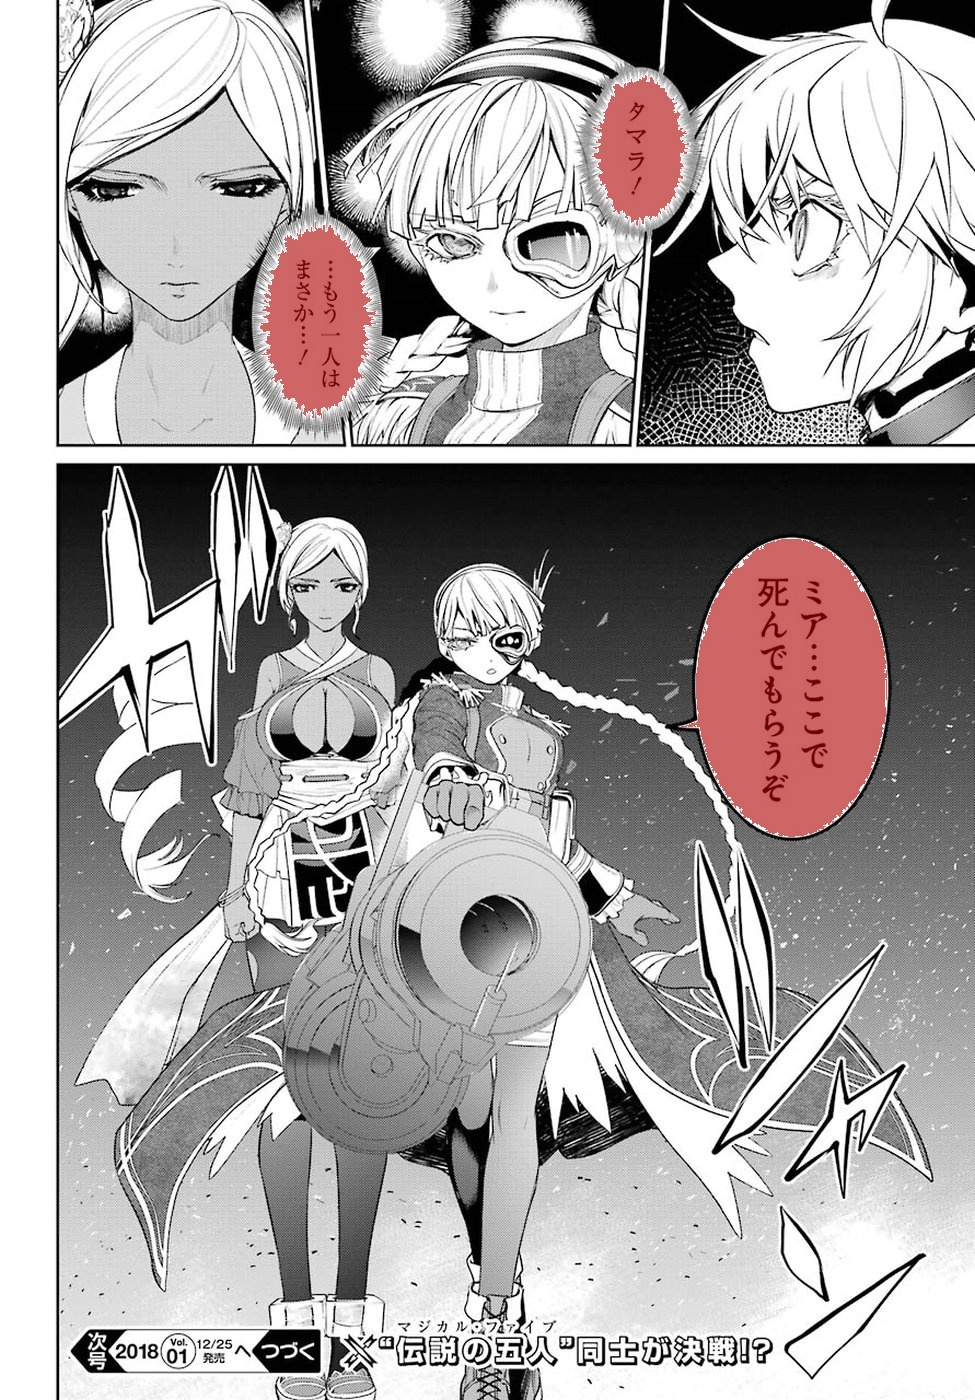 タマラ！
…もう一人は
まさか…！
ミア…ここで
死んでもらうぞ
マジカル・ファイブ
“伝説の五人”同士が決戦!?
次号 2018 Vol.01 12/25発売 へ つづく